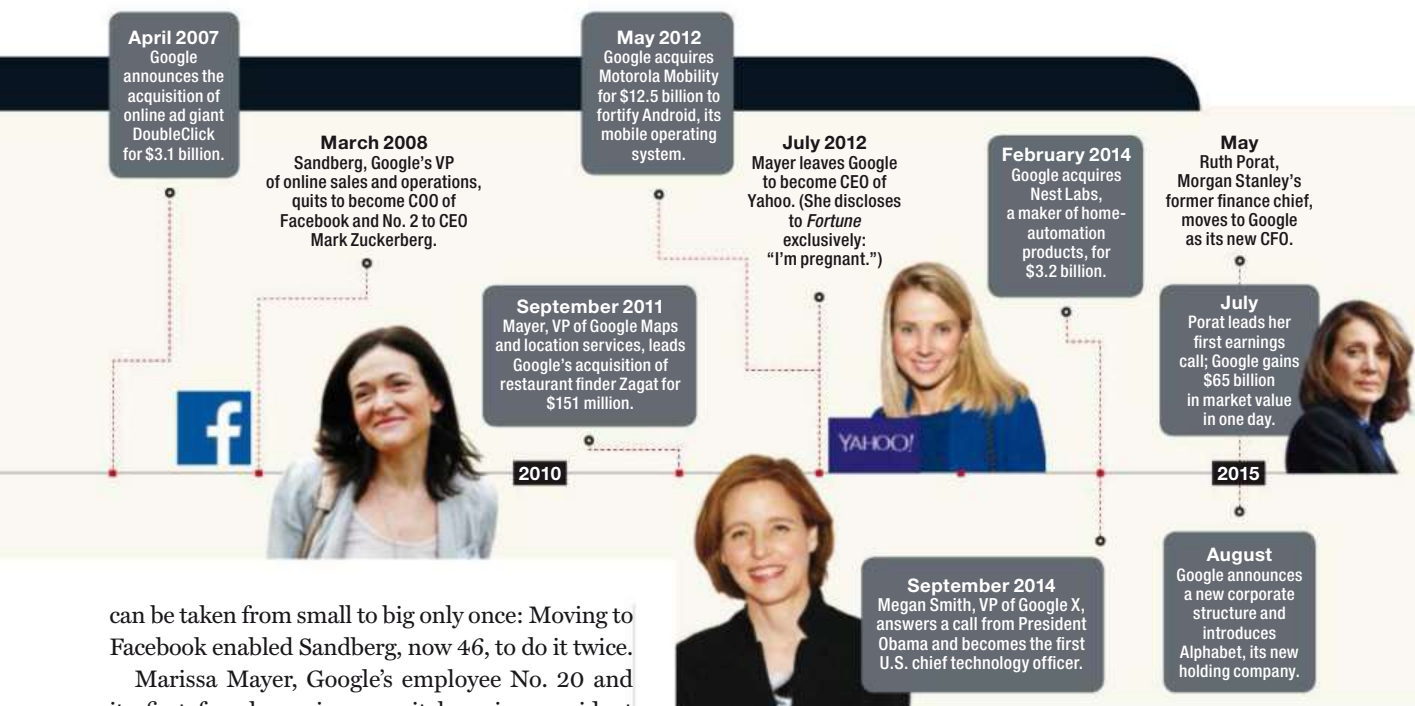 April 2007
Google
announces the
acquisition of
online ad giant
DoubleClick
for $3.1 billion.
March 2008
Sandberg, Google’s VP
of online sales and operations,
quits to become COO of
Facebook and No. 2 to CEO
Mark Zuckerberg.
f
2010
September 2011
Mayer, VP of Google Maps
and location services, leads
Google’s acquisition of
restaurant finder Zagat for
$151 million.
May 2012
Google acquires
Motorola Mobility
for $12.5 billion to
fortify Android, its
mobile operating
system.
July 2012
Mayer leaves Google
to become CEO of
Yahoo. (She discloses
to Fortune
exclusively:
“I’m pregnant.”)
YAHOO!
February 2014
Google acquires
Nest Labs,
a maker of home-
automation
products, for
$3.2 billion.
September 2014
Megan Smith, VP of Google X,
answers a call from President
Obama and becomes the first
U.S. chief technology officer.
May
Ruth Porat,
Morgan Stanley’s
former finance chief,
moves to Google
as its new CFO.
July
Porat leads her
first earnings
call; Google gains
$65 billion
in market value
in one day.
2015
August
Google announces
a new corporate
structure and
introduces
Alphabet, its new
holding company.
can be taken from small to big only once: Moving to
Facebook enabled Sandberg, now 46, to do it twice.
Marissa Mayer, Google’s employee No. 20 and